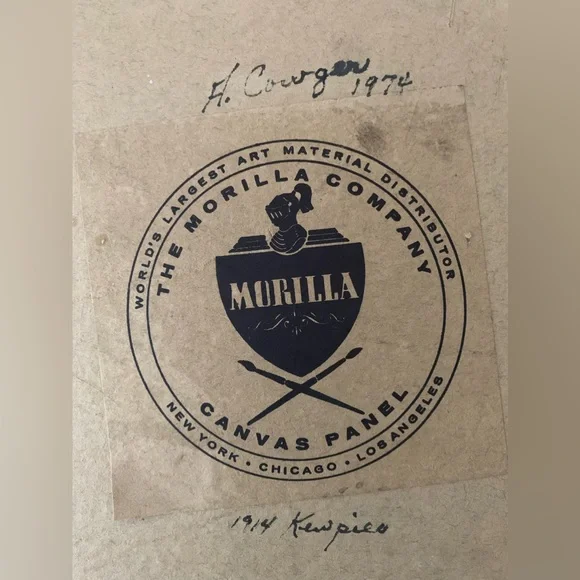 H. Cowger
1974
WORLD'S LARGEST ART MATERIAL DISTRIBUTOR
THE MORILLA COMPANY
MORILLA
CANVAS PANEL
NEW YORK • CHICAGO • LOS ANGELES
1914 Kewpies